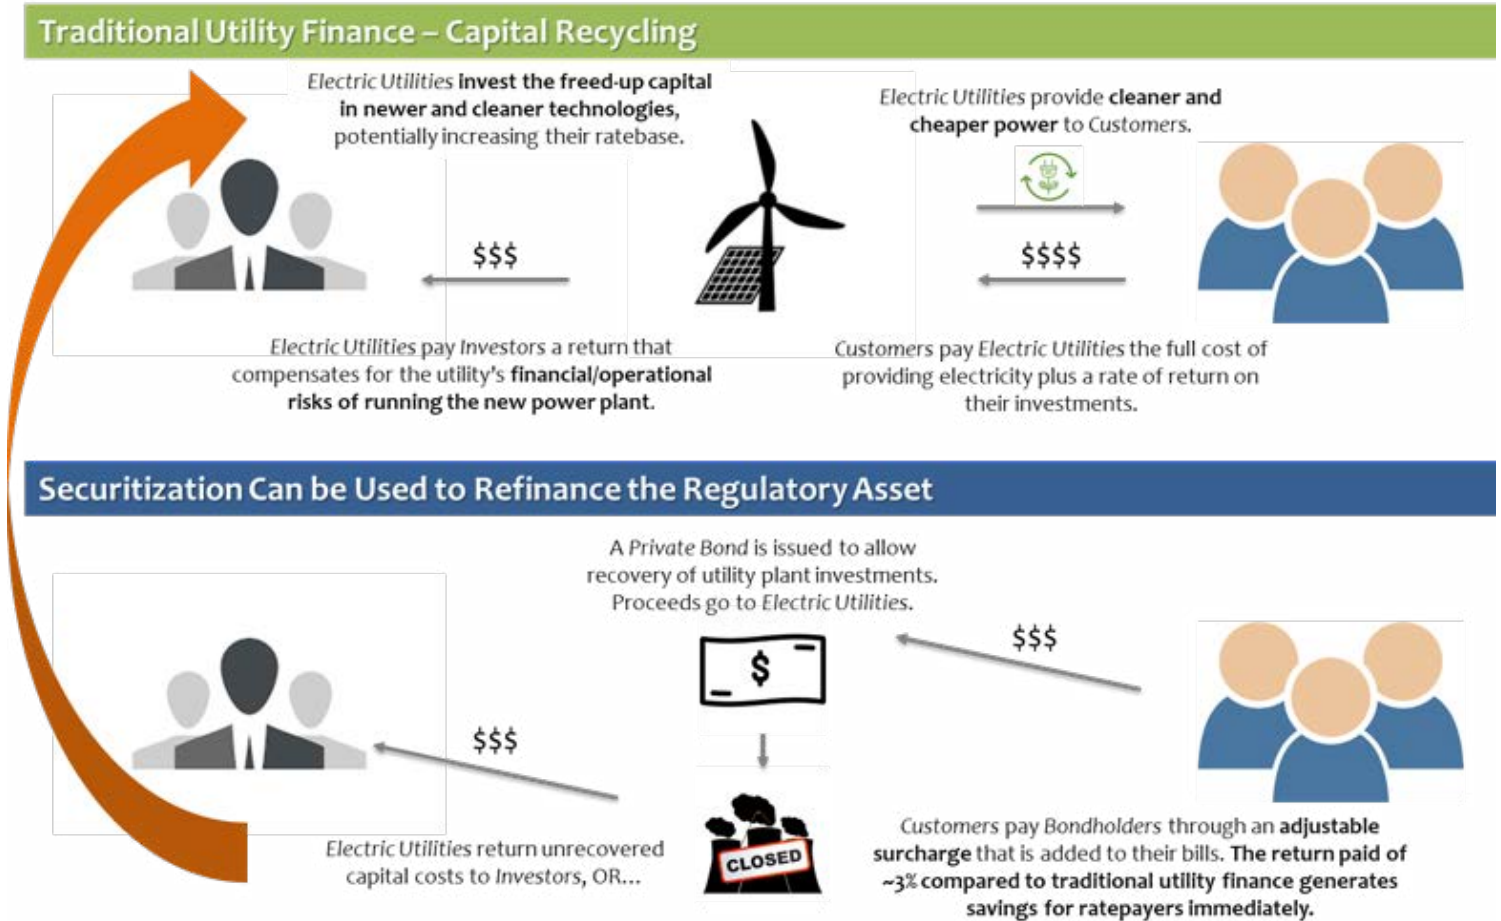 Traditional Utility Finance – Capital Recycling
Electric Utilities invest the freed-up capital
in newer and cleaner technologies,
potentially increasing their ratebase.
Electric Utilities provide cleaner and
cheaper power to Customers.
$$$
$$$$
Electric Utilities pay Investors a return that
compensates for the utility's financial/operational
risks of running the new power plant.
Customers pay Electric Utilities the full cost of
providing electricity plus a rate of return on
their investments.
Securitization Can be Used to Refinance the Regulatory Asset
A Private Bond is issued to allow
recovery of utility plant investments.
Proceeds go to Electric Utilities.
$$$
$
$$$
CLOSED
Electric Utilities return unrecovered
capital costs to Investors, OR...
Customers pay Bondholders through an adjustable
surcharge that is added to their bills. The return paid of
~3% compared to traditional utility finance generates
savings for ratepayers immediately.